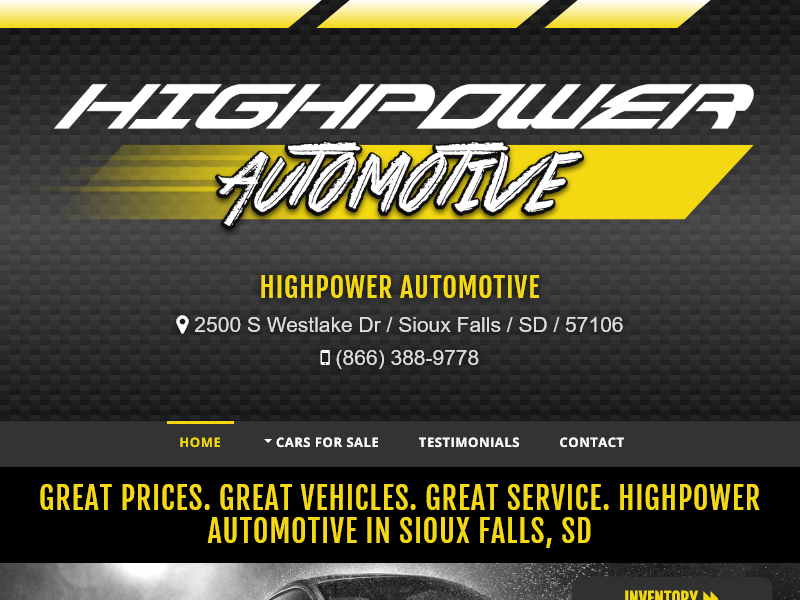 HIGHPOWER
AUTOMOTIVE
HIGHPOWER AUTOMOTIVE
2500 S Westlake Dr / Sioux Falls / SD / 57106
(866) 388-9778
HOME CARS FOR SALE TESTIMONIALS CONTACT
GREAT PRICES. GREAT VEHICLES. GREAT SERVICE. HIGHPOWER
AUTOMOTIVE IN SIOUX FALLS, SD
INVENTORY